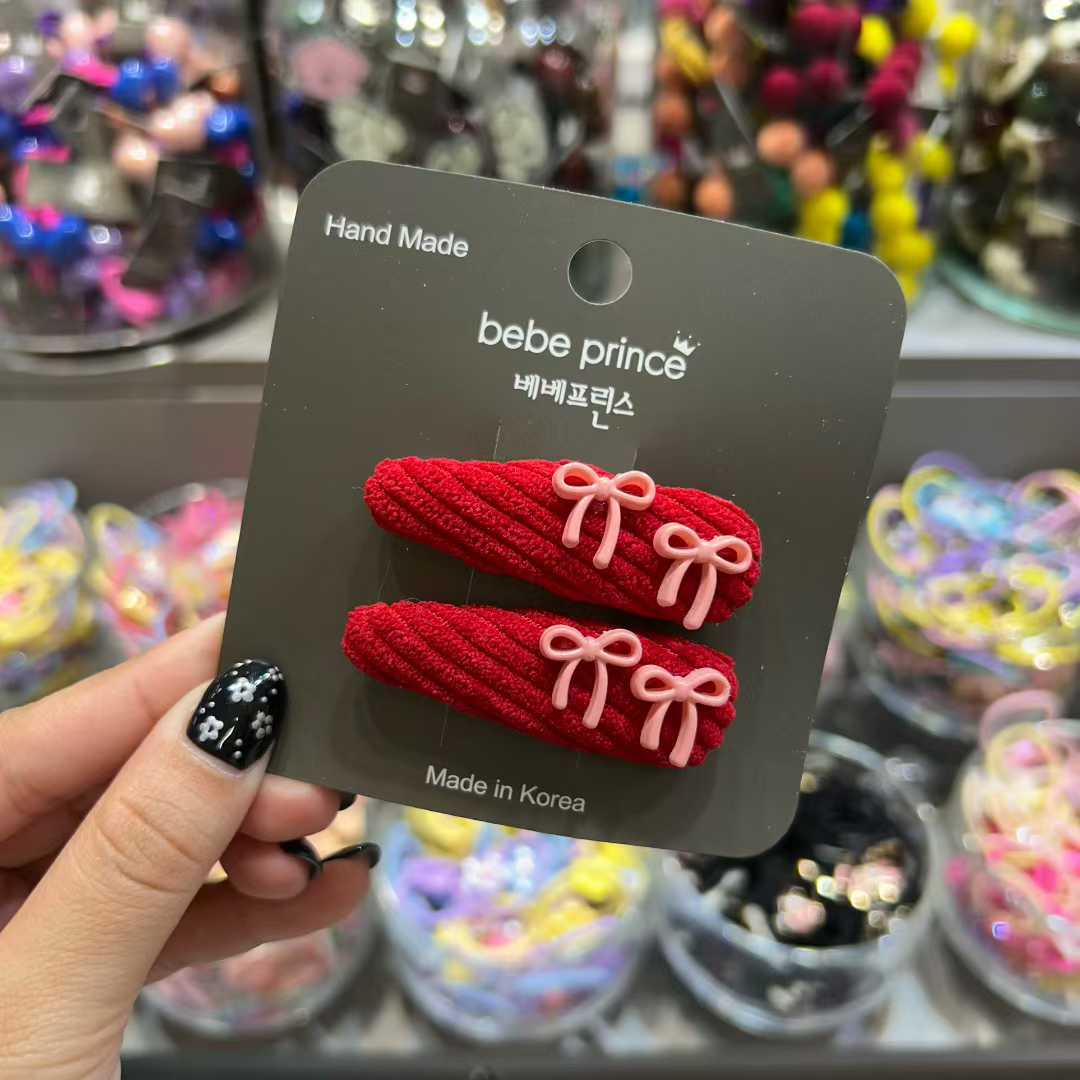 Hand Made
bebe prince
베베프린스
Made in Korea